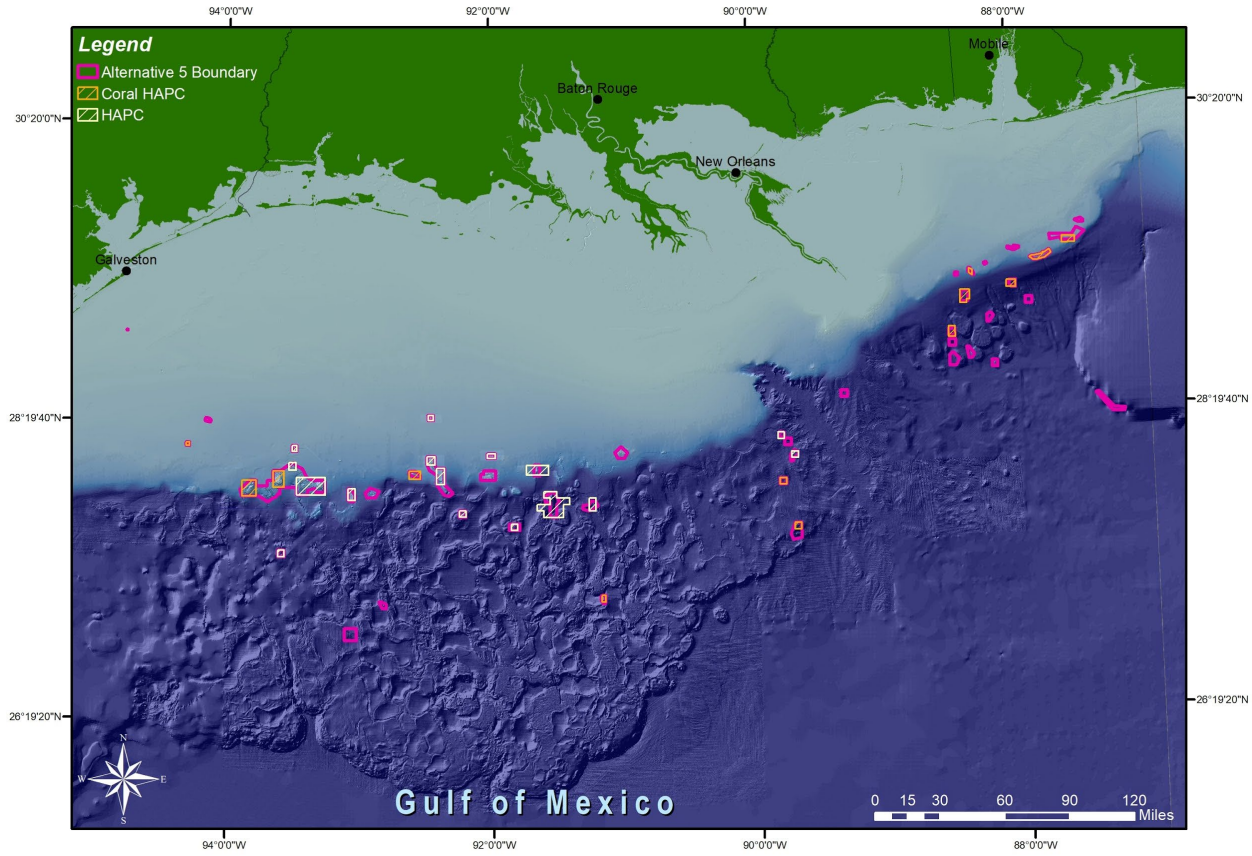 94°0'0"W 92°0'0"W 90°0'0"W 88°0'0"W
Legend
Alternative 5 Boundary
Coral HAPC
HAPC
Mobile
Baton Rouge
30°20'0"N 30°20'0"N
New Orleans
Galveston
28°19'40"N 28°19'40"N
26°19'20"N 26°19'20"N
N
W E
S
Gulf of Mexico
0 15 30 60 90 120
Miles
94°0'0"W 92°0'0"W 90°0'0"W 88°0'0"W